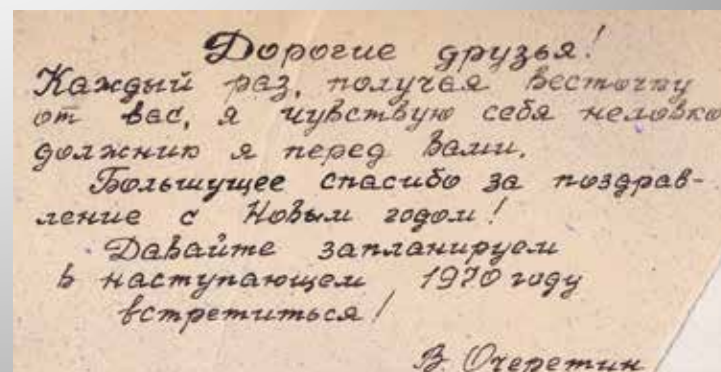 Дорогие друзья!
Каждый раз, получая весточку
от вас, я чувствую себя неловко
должник я перед вами.
Большущее спасибо за поздрав-
ление с Новым годом!
Давайте запланируем
в наступающем 1970 году
встретиться!
В. Очеретин